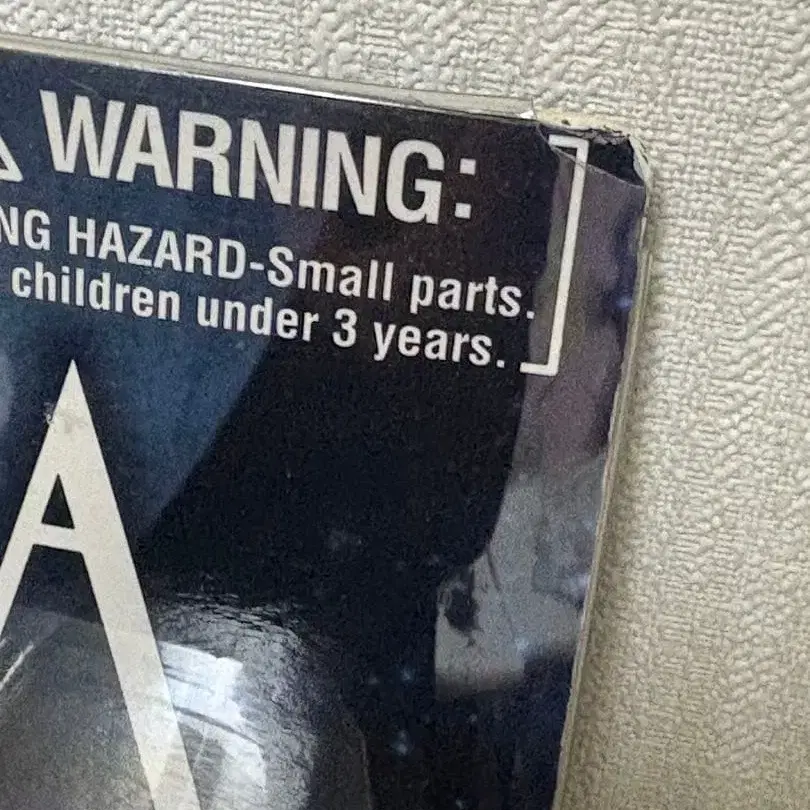 WARNING:
NG HAZARD-Small parts.
children under 3 years.
A